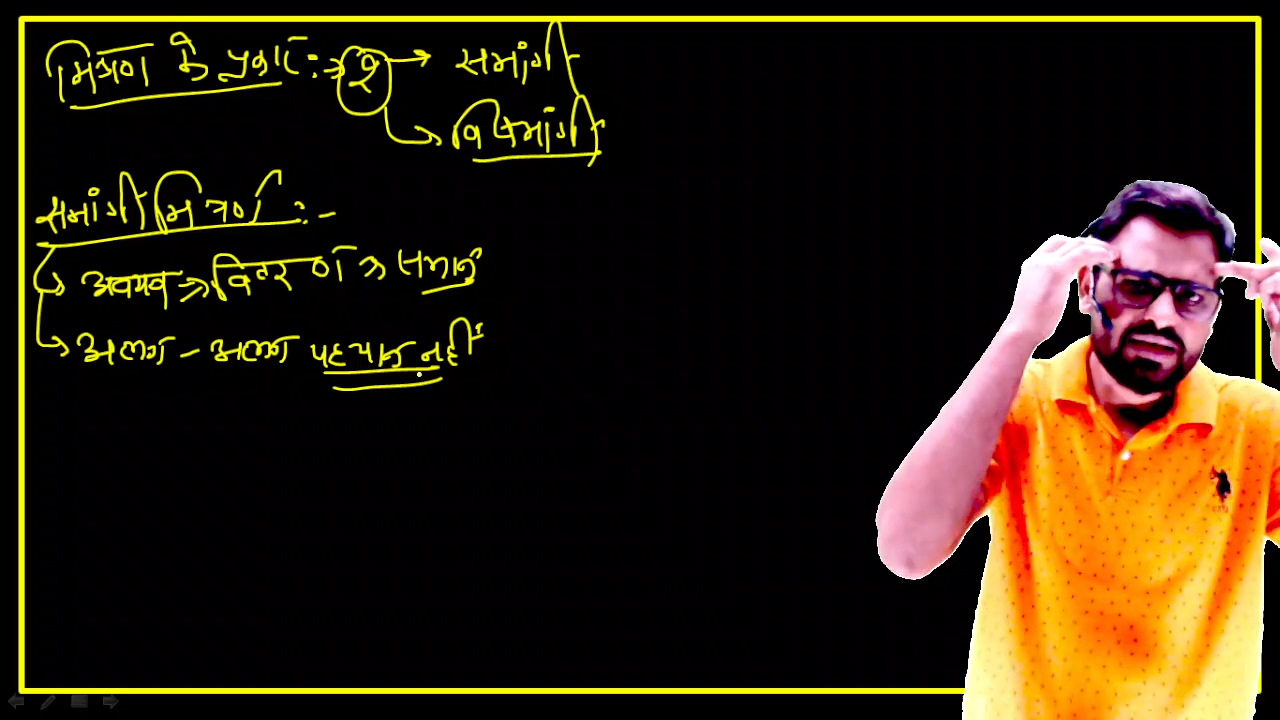 मिश्रण के प्रकार :→ 2 → समांगी
विषमांगी
समांगी मिश्रण :-
अवयव → वितरण → समान
अलग - अलग पहचान नहीं